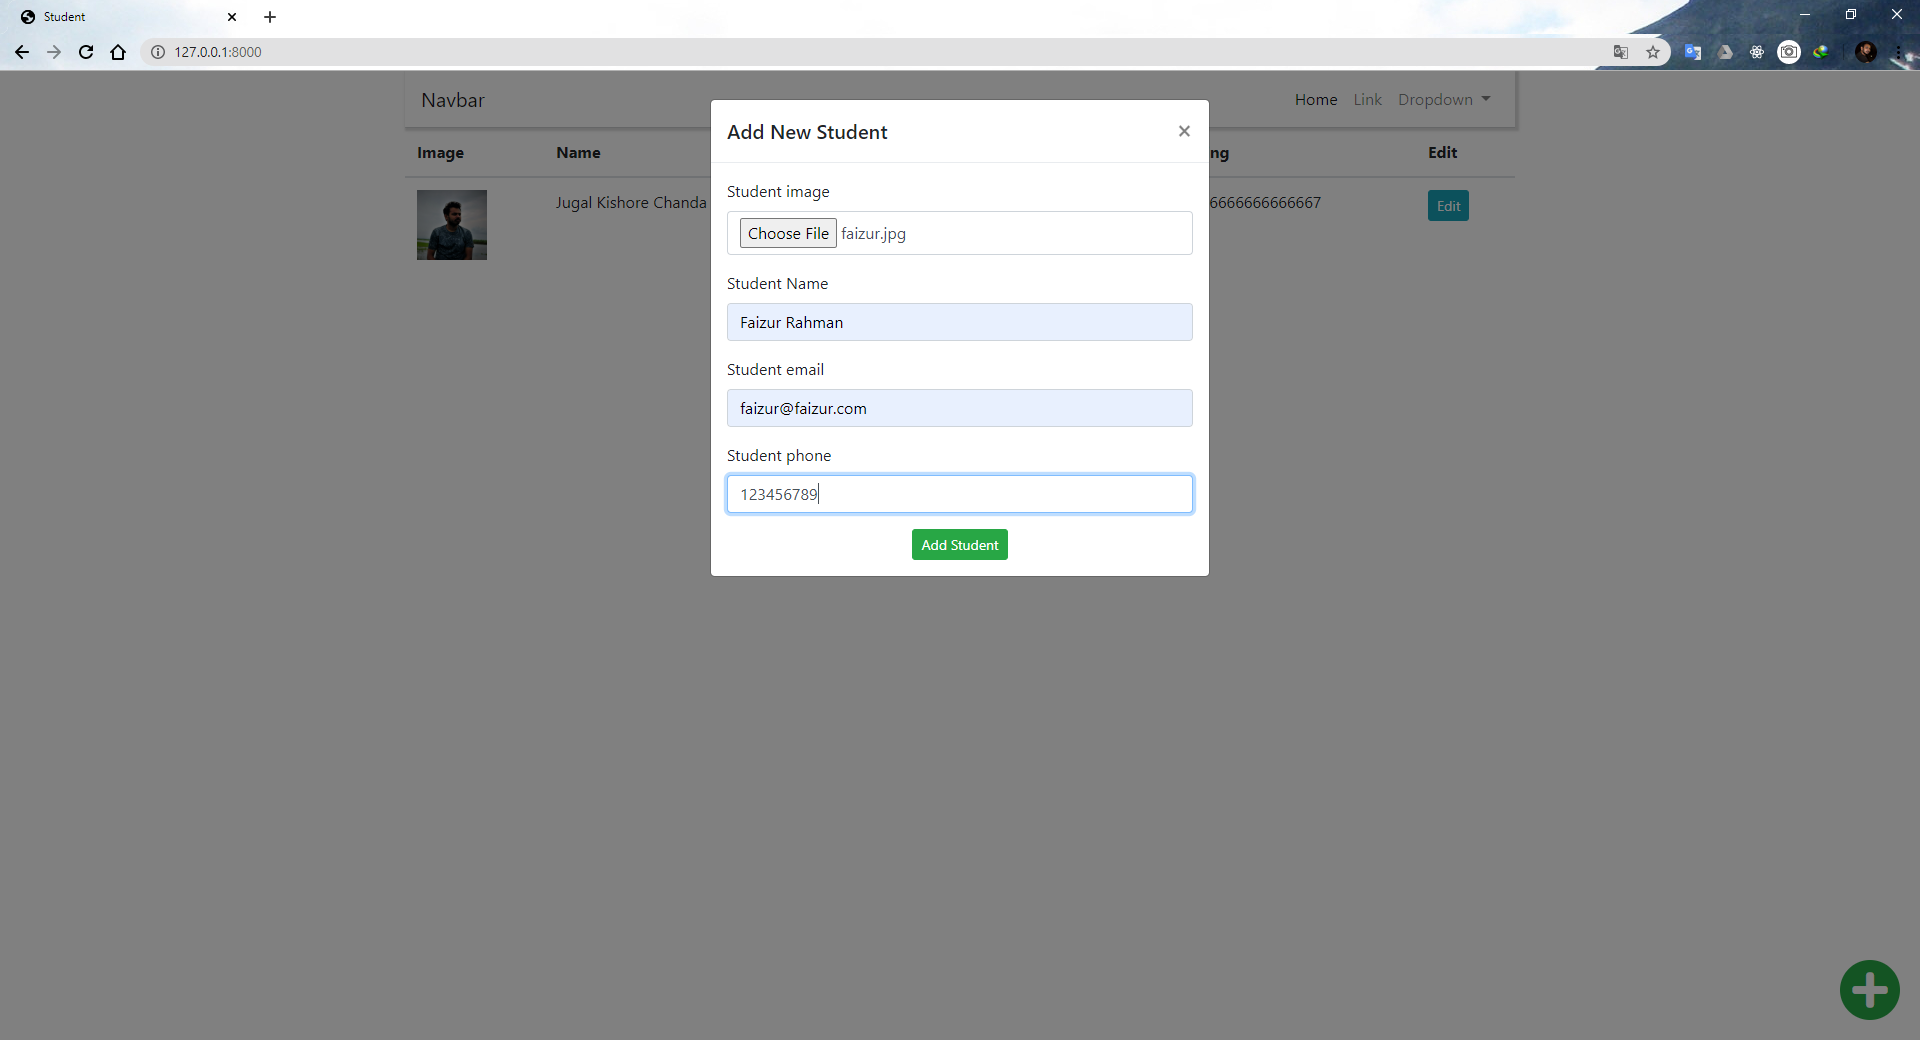 Student
127.0.0.1:8000
Navbar
Home Link Dropdown
Add New Student ×
Image Name ng Edit
Student image
Jugal Kishore Chanda 6666666666667 Edit
Choose File faizur.jpg
Student Name
Faizur Rahman
Student email
faizur@faizur.com
Student phone
123456789
Add Student